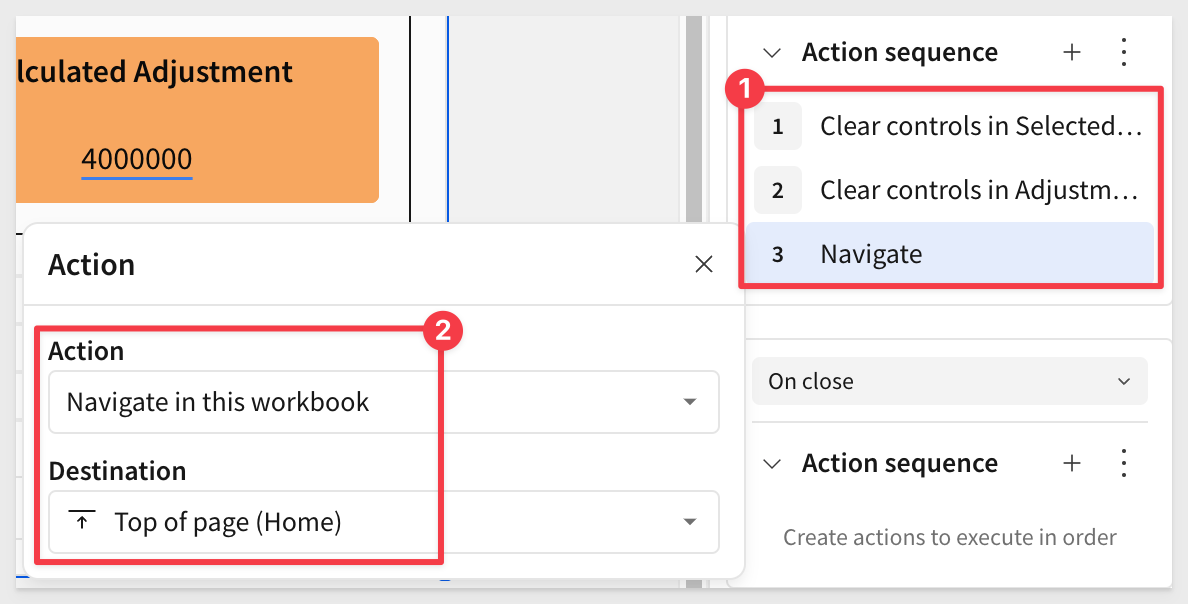 lculated Adjustment
4000000
Action sequence
1
1 Clear controls in Selected...
2 Clear controls in Adjustm...
3 Navigate
Action
2
Action
Navigate in this workbook
Destination
Top of page (Home)
On close
Action sequence
Create actions to execute in order